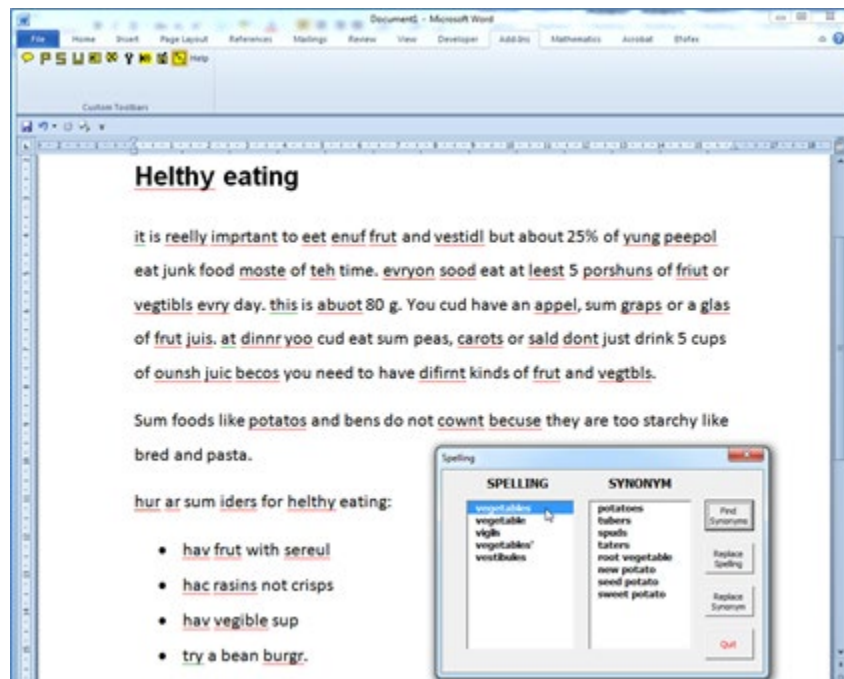 Document1 - Microsoft Word
File Home Insert Page Layout References Mailings Review View Developer Add-Ins Mathematics Acrobat Efofex
Help
Custom Toolbars
Helthy eating
it is reelly imprtant to eet enuf frut and vestidl but about 25% of yung peepol
eat junk food moste of teh time. evryon sood eat at leest 5 porshuns of friut or
vegtibls evry day. this is abuot 80 g. You cud have an appel, sum graps or a glas
of frut juis. at dinnr yoo cud eat sum peas, carots or sald dont just drink 5 cups
of ounsh juic becos you need to have difirnt kinds of frut and vegtbls.
Sum foods like potatos and bens do not cownt becuse they are too starchy like
bred and pasta.
hur ar sum iders for helthy eating:
• hav frut with sereul
• hac rasins not crisps
• hav vegible sup
• try a bean burgr.
Spelling
SPELLING SYNONYM
vegetables potatoes
vegetable tubers
spuds
vegetables' taters
vestibules root vegetable
new potato
seed potato
sweet potato
Find
Synonyms
Replace
Spelling
Replace
Synonym
Quit